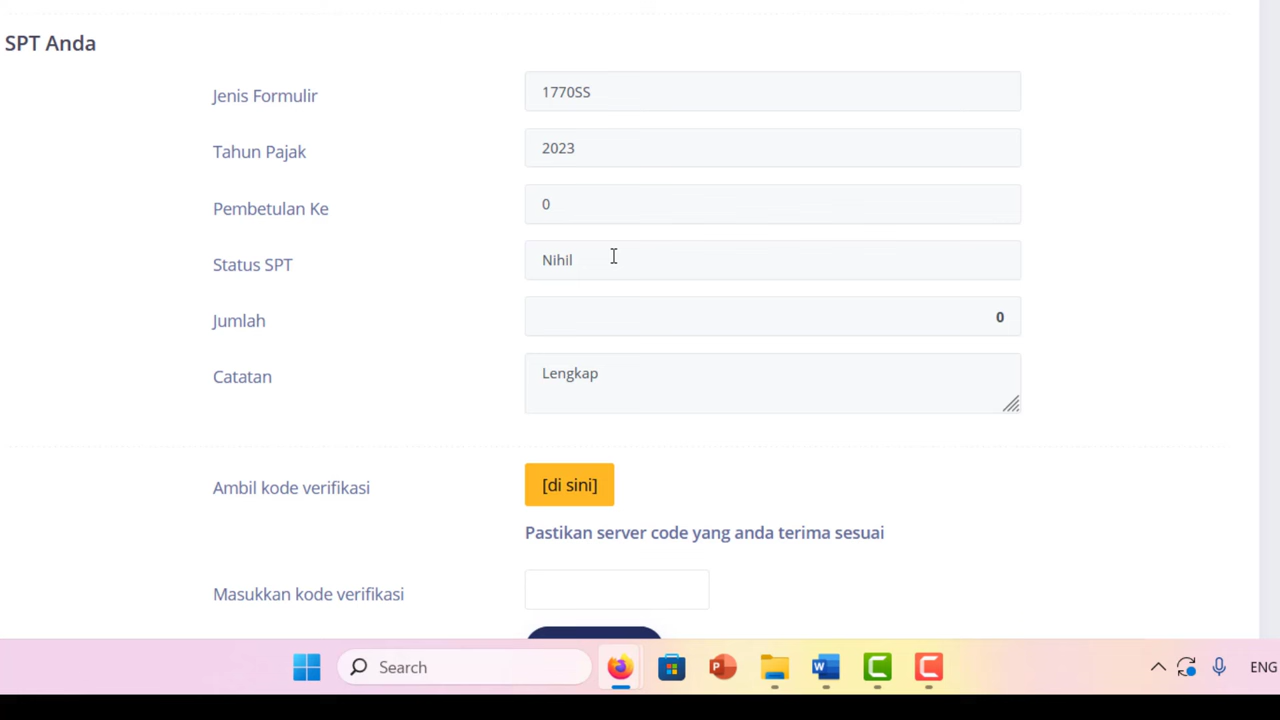 SPT Anda
Jenis Formulir
1770SS
Tahun Pajak
2023
Pembetulan Ke
0
Status SPT
Nihil
Jumlah
0
Catatan
Lengkap
Ambil kode verifikasi
[di sini]
Pastikan server code yang anda terima sesuai
Masukkan kode verifikasi
Search
ENG